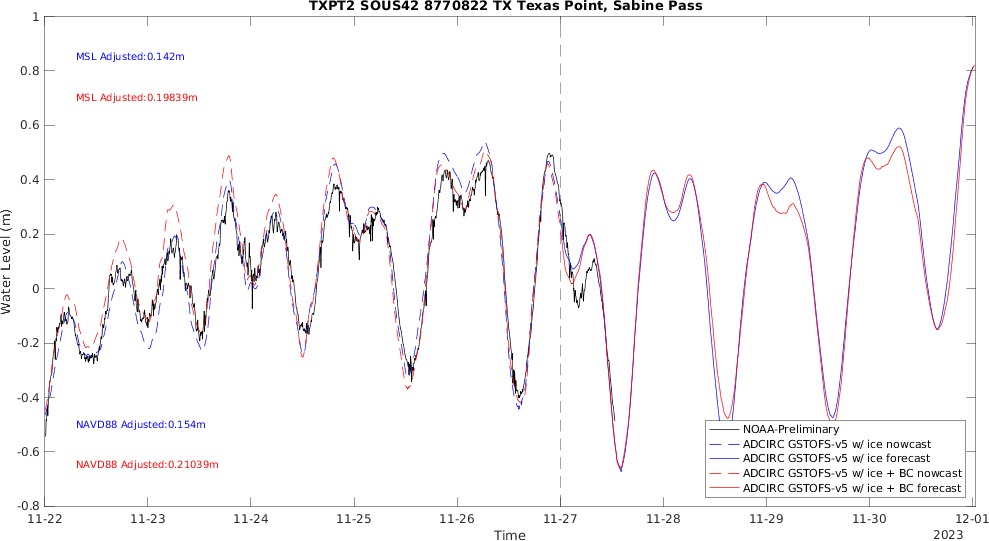 TXPT2 SOUS42 8770822 TX Texas Point, Sabine Pass
1
0.8
0.6
0.4
0.2
0
-0.2
-0.4
-0.6
-0.8
Water Level (m)
MSL Adjusted:0.142m
MSL Adjusted:0.19839m
NAVD88 Adjusted:0.154m
NAVD88 Adjusted:0.21039m
NOAA-Preliminary
ADCIRC GSTOFS-v5 w/ ice nowcast
ADCIRC GSTOFS-v5 w/ ice forecast
ADCIRC GSTOFS-v5 w/ ice + BC nowcast
ADCIRC GSTOFS-v5 w/ ice + BC forecast
11-22 11-23 11-24 11-25 11-26 11-27 11-28 11-29 11-30 12-01
Time
2023